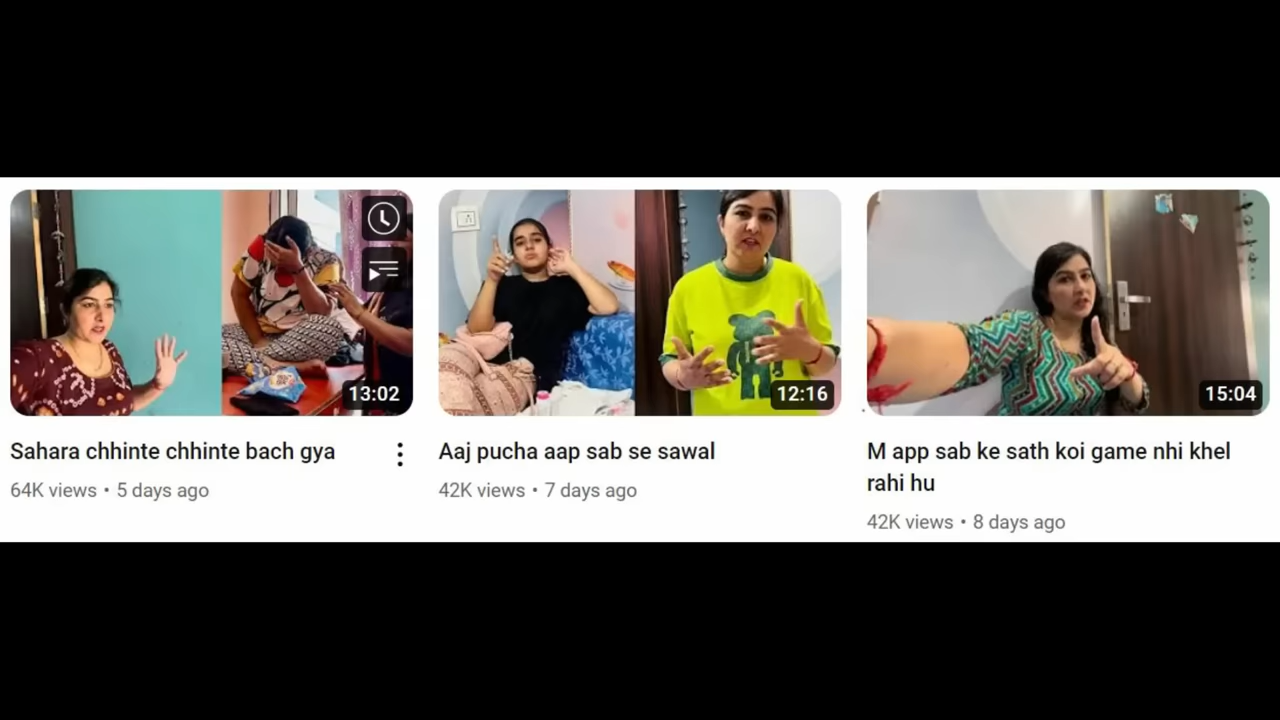 13:02
Sahara chhinte chhinte bach gya
64K views • 5 days ago
12:16
Aaj pucha aap sab se sawal
42K views • 7 days ago
15:04
M app sab ke sath koi game nhi khel
rahi hu
42K views • 8 days ago